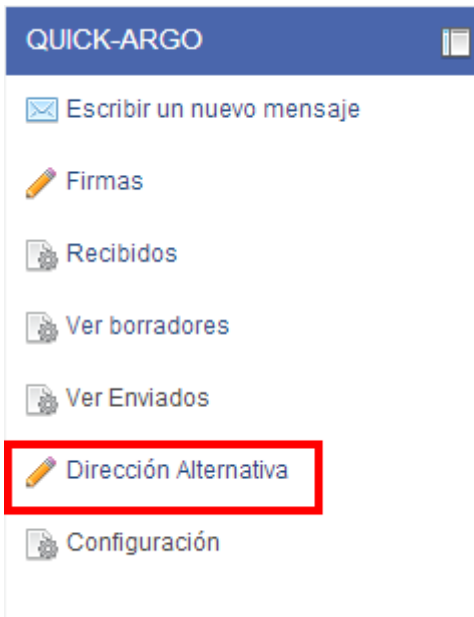 QUICK-ARGO
Escribir un nuevo mensaje
Firmas
Recibidos
Ver borradores
Ver Enviados
Dirección Alternativa
Configuración